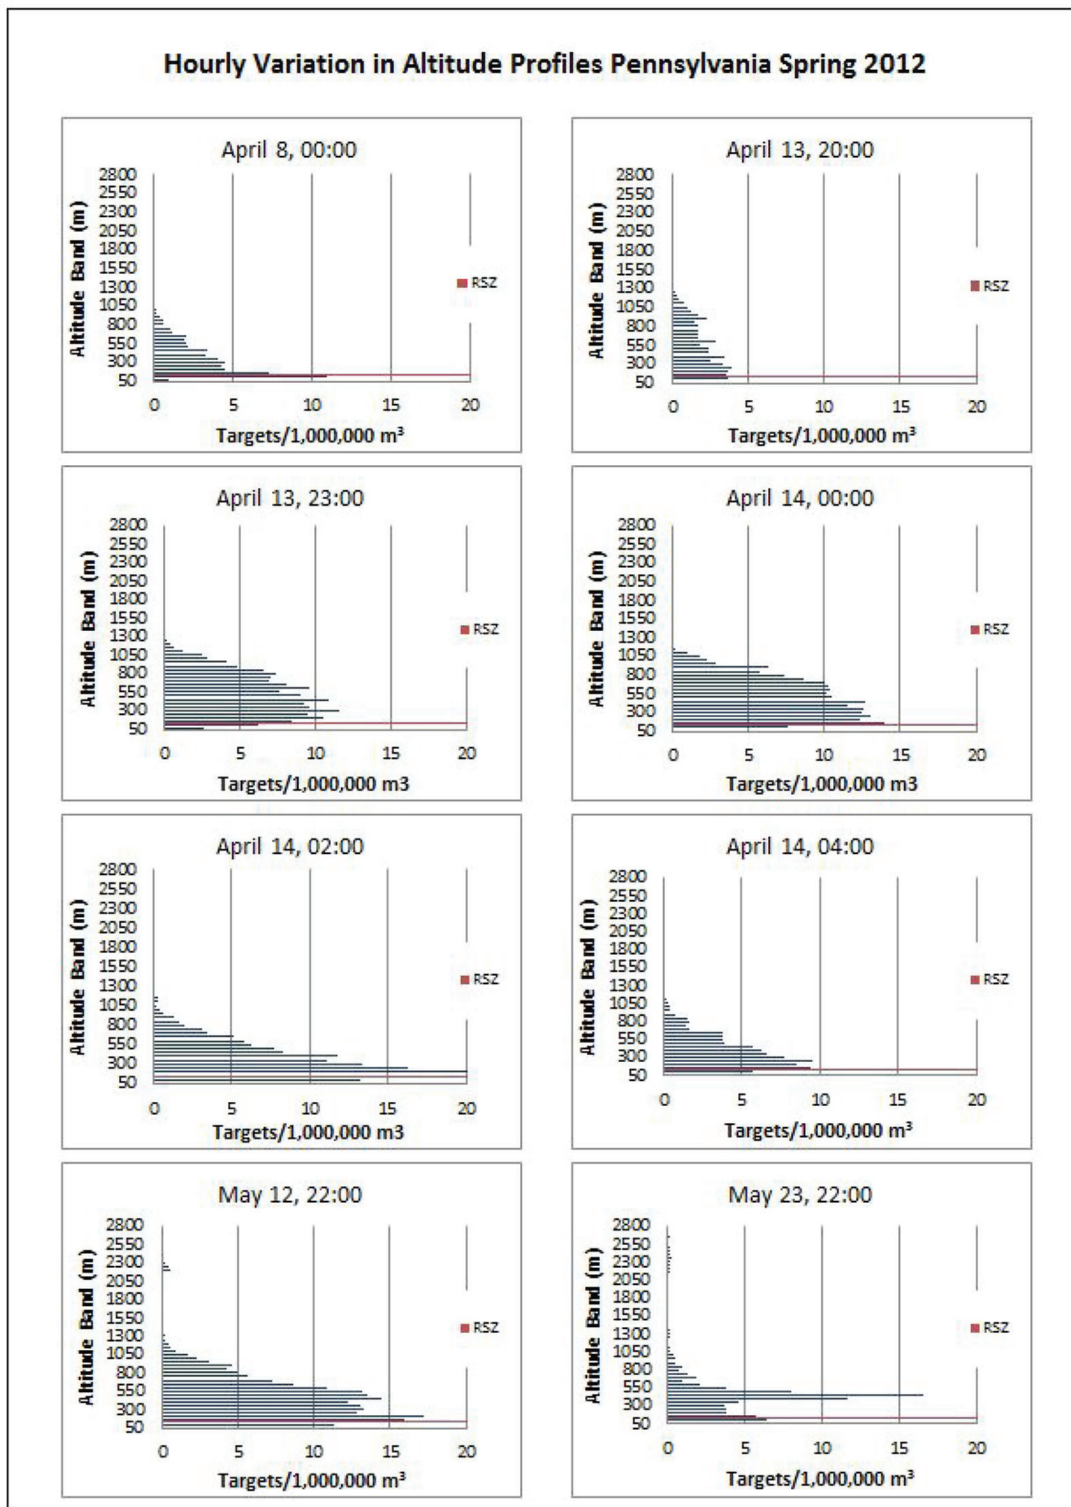 Hourly Variation in Altitude Profiles Pennsylvania Spring 2012
April 8, 00:00
Altitude Band (m)
2800
2550
2300
2050
1800
1550
1300
1050
800
550
300
50
RSZ
0 5 10 15 20
Targets/1,000,000 m³
April 13, 20:00
Altitude Band (m)
2800
2550
2300
2050
1800
1550
1300
1050
800
550
300
50
RSZ
0 5 10 15 20
Targets/1,000,000 m³
April 13, 23:00
Altitude Band (m)
2800
2550
2300
2050
1800
1550
1300
1050
800
550
300
50
RSZ
0 5 10 15 20
Targets/1,000,000 m3
April 14, 00:00
Altitude Band (m)
2800
2550
2300
2050
1800
1550
1300
1050
800
550
300
50
RSZ
0 5 10 15 20
Targets/1,000,000 m3
April 14, 02:00
Altitude Band (m)
2800
2550
2300
2050
1800
1550
1300
1050
800
550
300
50
RSZ
0 5 10 15 20
Targets/1,000,000 m3
April 14, 04:00
Altitude Band (m)
2800
2550
2300
2050
1800
1550
1300
1050
800
550
300
50
RSZ
0 5 10 15 20
Targets/1,000,000 m³
May 12, 22:00
Altitude Band (m)
2800
2550
2300
2050
1800
1550
1300
1050
800
550
300
50
RSZ
0 5 10 15 20
Targets/1,000,000 m³
May 23, 22:00
Altitude Band (m)
2800
2550
2300
2050
1800
1550
1300
1050
800
550
300
50
RSZ
0 5 10 15 20
Targets/1,000,000 m³